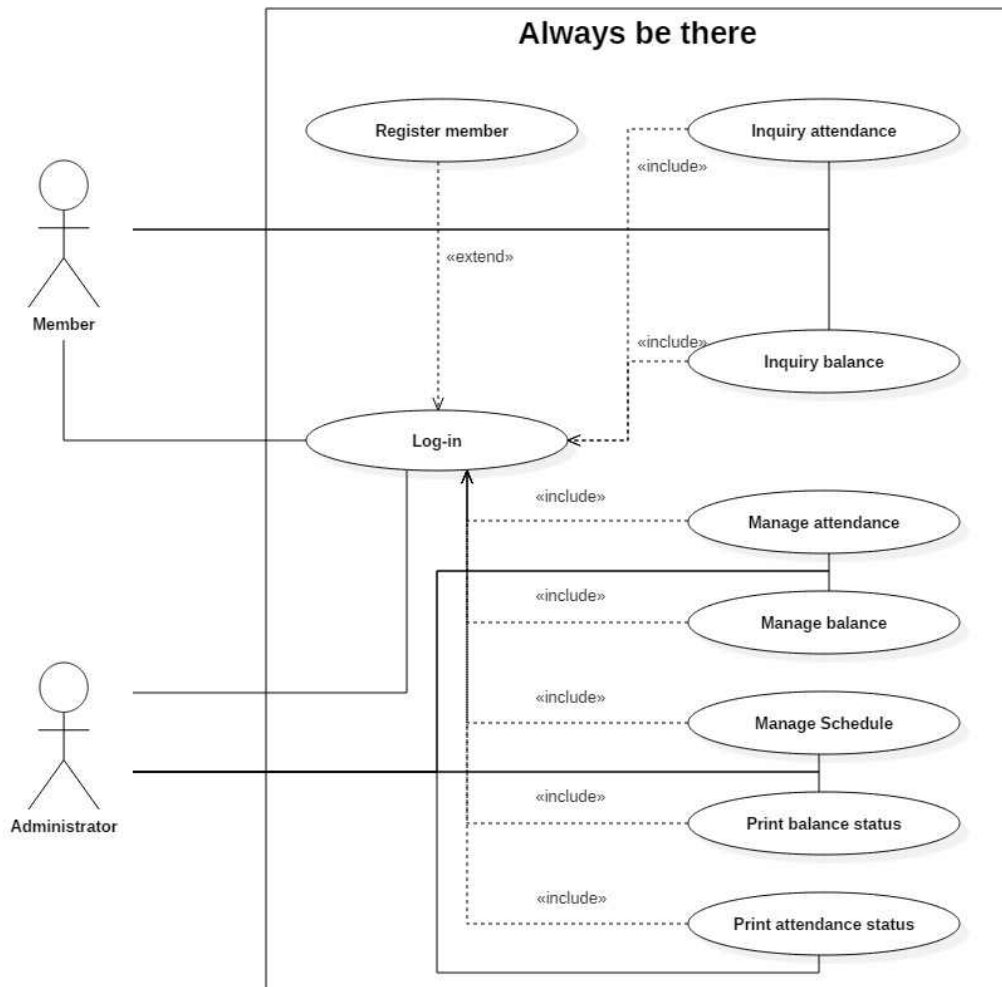 Always be there
Register member
Inquiry attendance
«include»
«extend»
Member
«include»
Inquiry balance
Log-in
«include»
Manage attendance
«include»
Manage balance
«include»
Manage Schedule
«include»
Print balance status
Administrator
«include»
Print attendance status